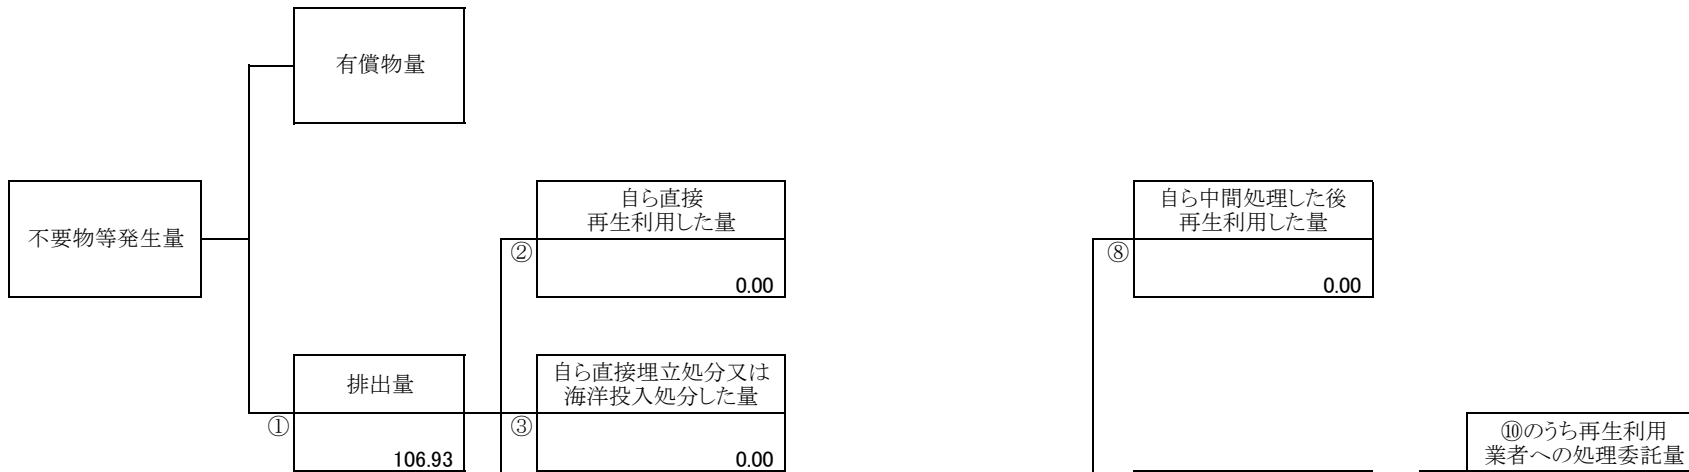 有償物量
不要物等発生量
自ら直接
再生利用した量
②
0.00
自ら中間処理した後
再生利用した量
⑧
0.00
排出量
①
106.93
自ら直接埋立処分又は
海洋投入処分した量
③
0.00
⑩のうち再生利用
業者への処理委託量